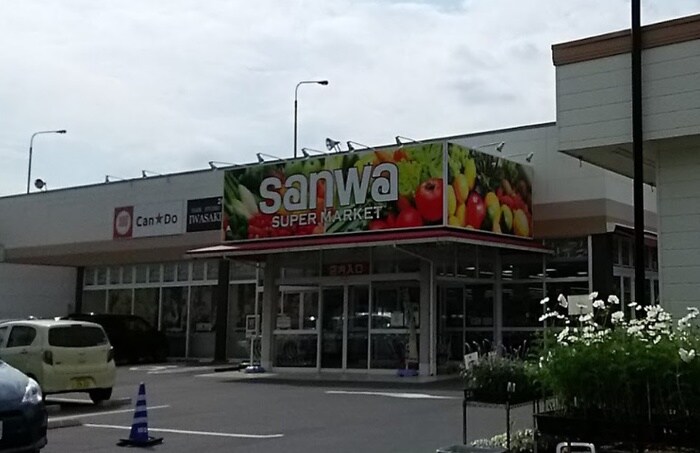 sanwa
SUPER MARKET
Can★Do
IWASAKI